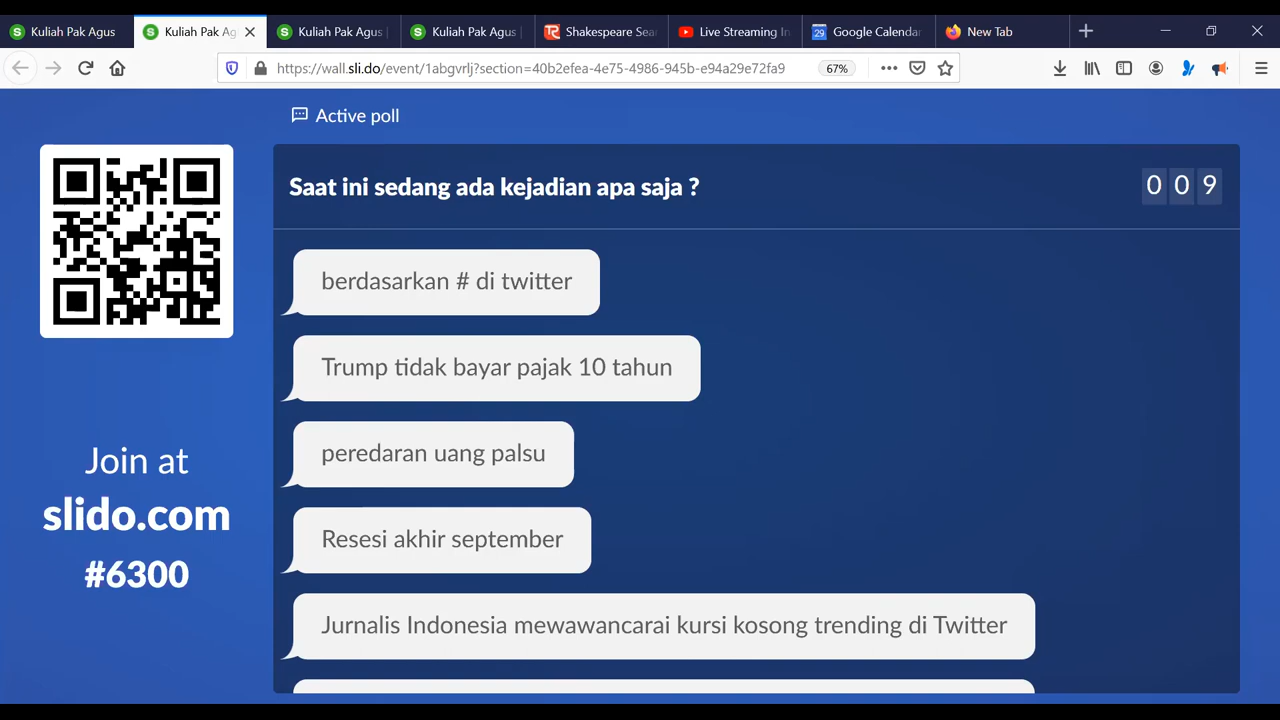 Kuliah Pak Agus
Kuliah Pak Ag
Kuliah Pak Agus
Kuliah Pak Agus
Shakespeare Sea
Live Streaming In
29
Google Calenda
New Tab
https://wall.sli.do/event/1abgvrlj?section=40b2efea-4e75-4986-945b-e94a29e72fa9
67%
Active poll
Saat ini sedang ada kejadian apa saja ?
009
berdasarkan # di twitter
Trump tidak bayar pajak 10 tahun
peredaran uang palsu
Resesi akhir september
Jurnalis Indonesia mewawancarai kursi kosong trending di Twitter
Join at
slido.com
#6300